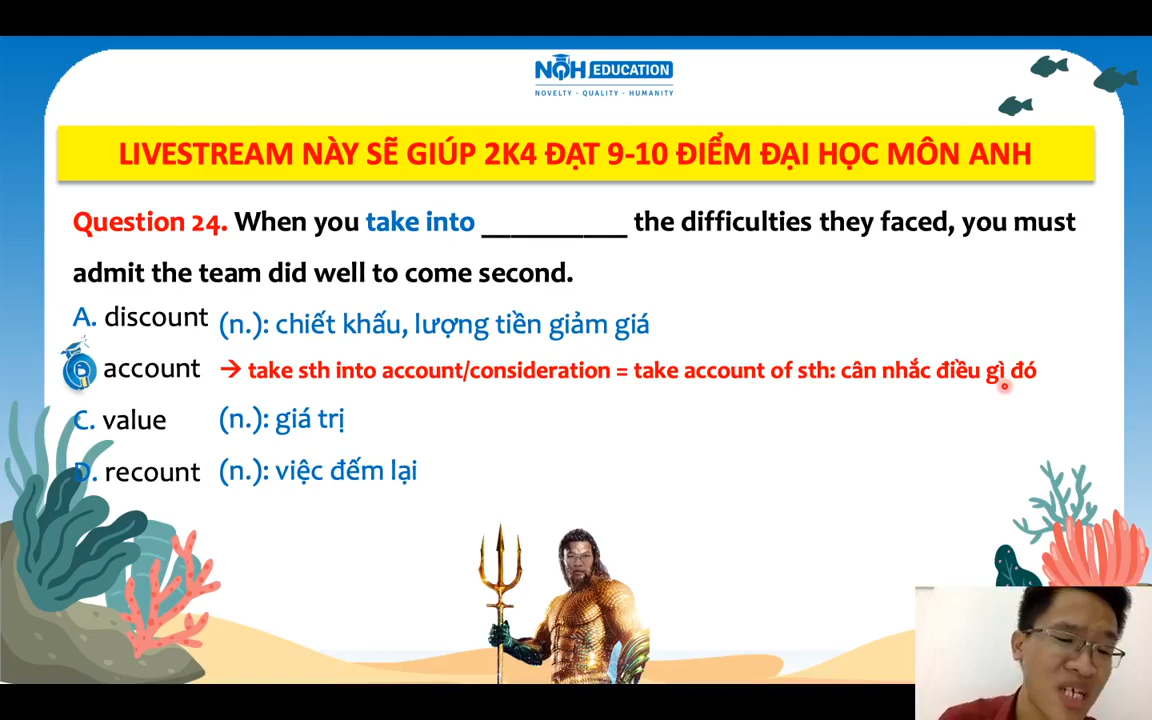 NQH EDUCATION
NOVELTY - QUALITY - HUMANITY
LIVESTREAM NÀY SẼ GIÚP 2K4 ĐẠT 9-10 ĐIỂM ĐẠI HỌC MÔN ANH
Question 24. When you take into __________ the difficulties they faced, you must
admit the team did well to come second.
A. discount (n.): chiết khấu, lượng tiền giảm giá
B account → take sth into account/consideration = take account of sth: cân nhắc điều gì đó
C. value (n.): giá trị
D. recount (n.): việc đếm lại